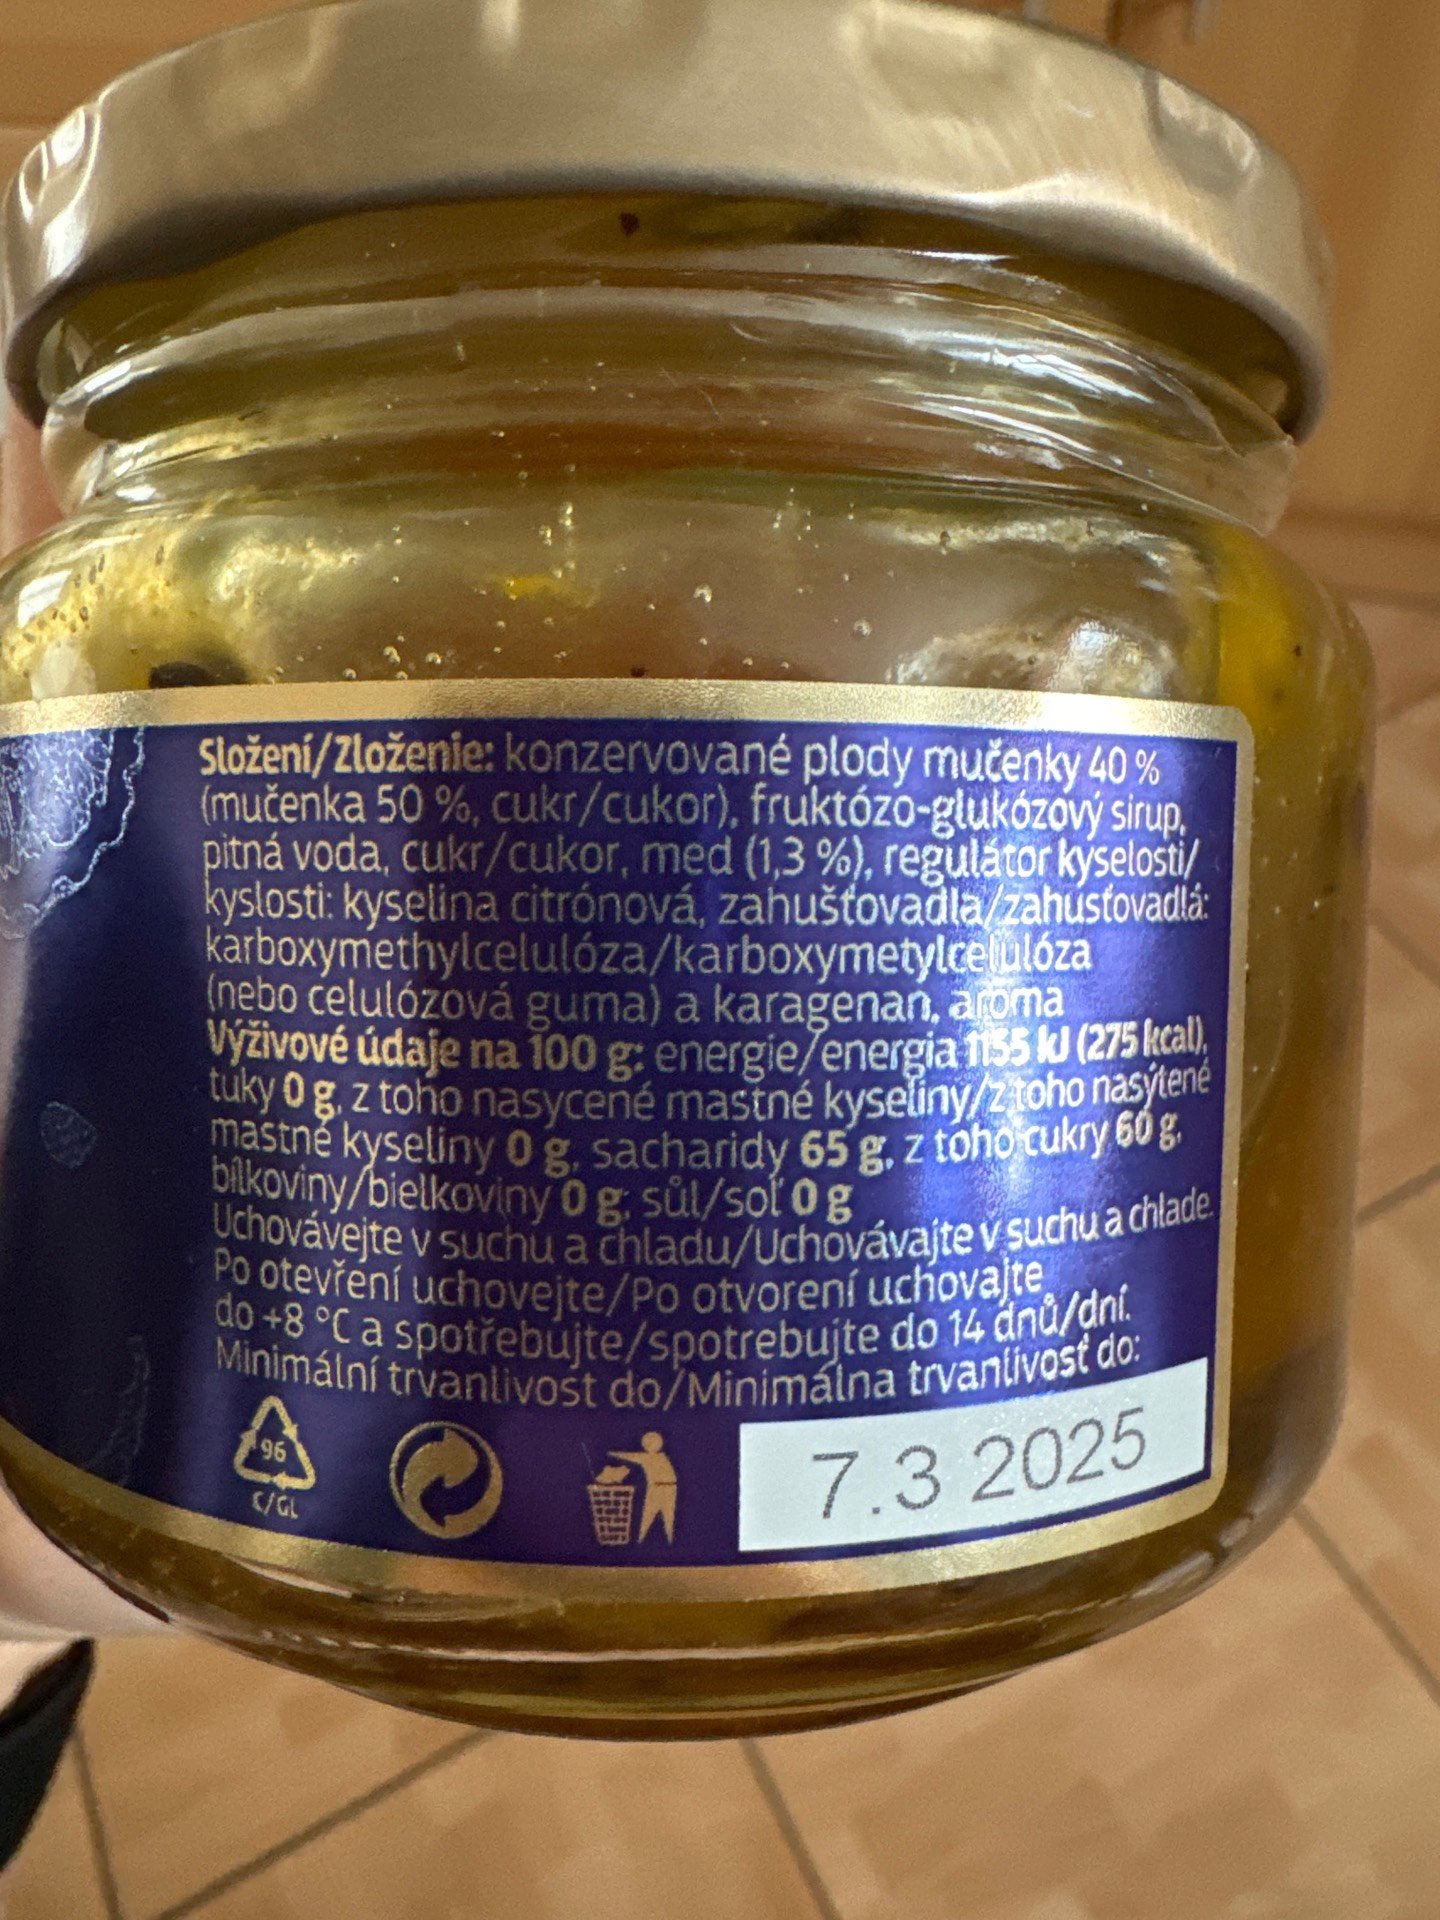 Složení/Zloženie: konzervované plody mučenky 40 %
(mučenka 50 %, cukr/cukor), fruktózo-glukózový sirup,
pitná voda, cukr/cukor, med (1,3 %), regulátor kyselosti/
kyslosti: kyselina citrónová, zahušťovadla/zahusťovadlá:
karboxymethylcelulóza/karboxymetylcelulóza
(nebo celulózová guma) a karagenan, aroma
Výživové údaje na 100 g: energie/energia 1155 kJ (275 kcal),
tuky 0 g, z toho nasycené mastné kyseliny/z toho nasýtené
mastné kyseliny 0 g, sacharidy 65 g, z toho cukry 60 g,
bílkoviny/bielkoviny 0 g, sůl/soľ 0 g
Uchovávejte v suchu a chladu/Uchovávajte v suchu a chlade.
Po otevření uchovejte/Po otvorení uchovajte
do +8 °C a spotřebujte/spotrebujte do 14 dnů/dní.
Minimální trvanlivost do/Minimálna trvanlivosť do:
7.3 2025
96
C/GL